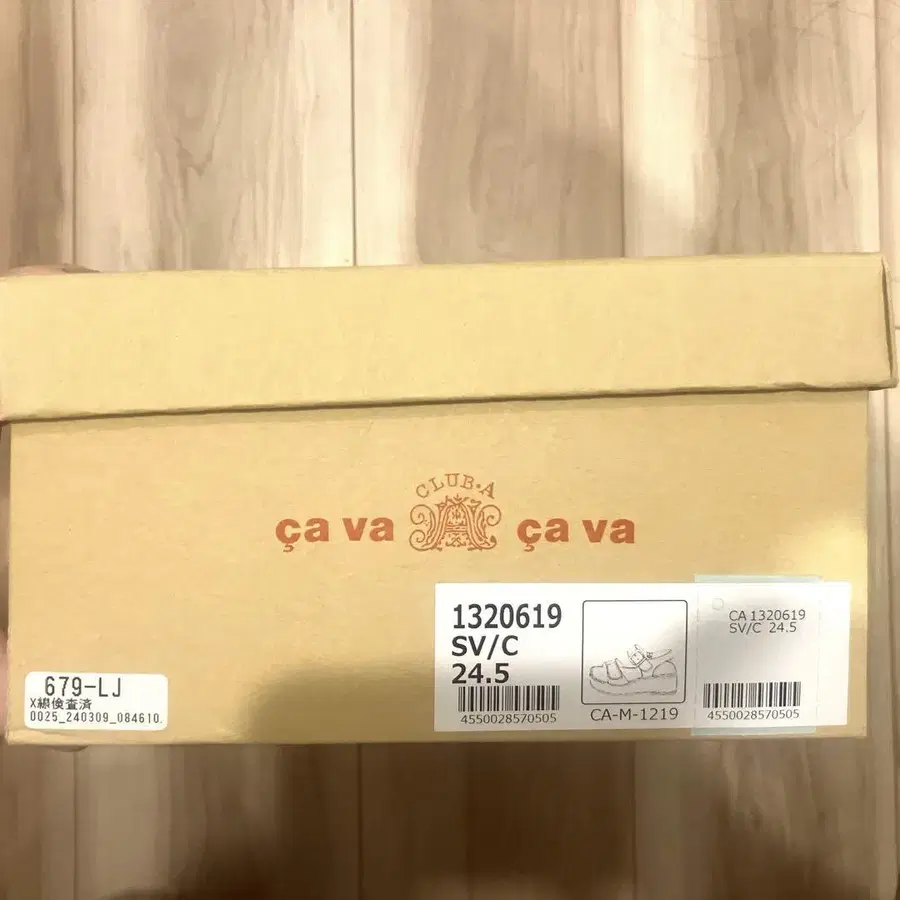 CLUB·A
ça va ça va
1320619
SV/C
24.5
4550028570505
CA-M-1219
CA 1320619
SV/C 24.5
4550028570505
679-LJ
X線検査済
0025_240309_084610.